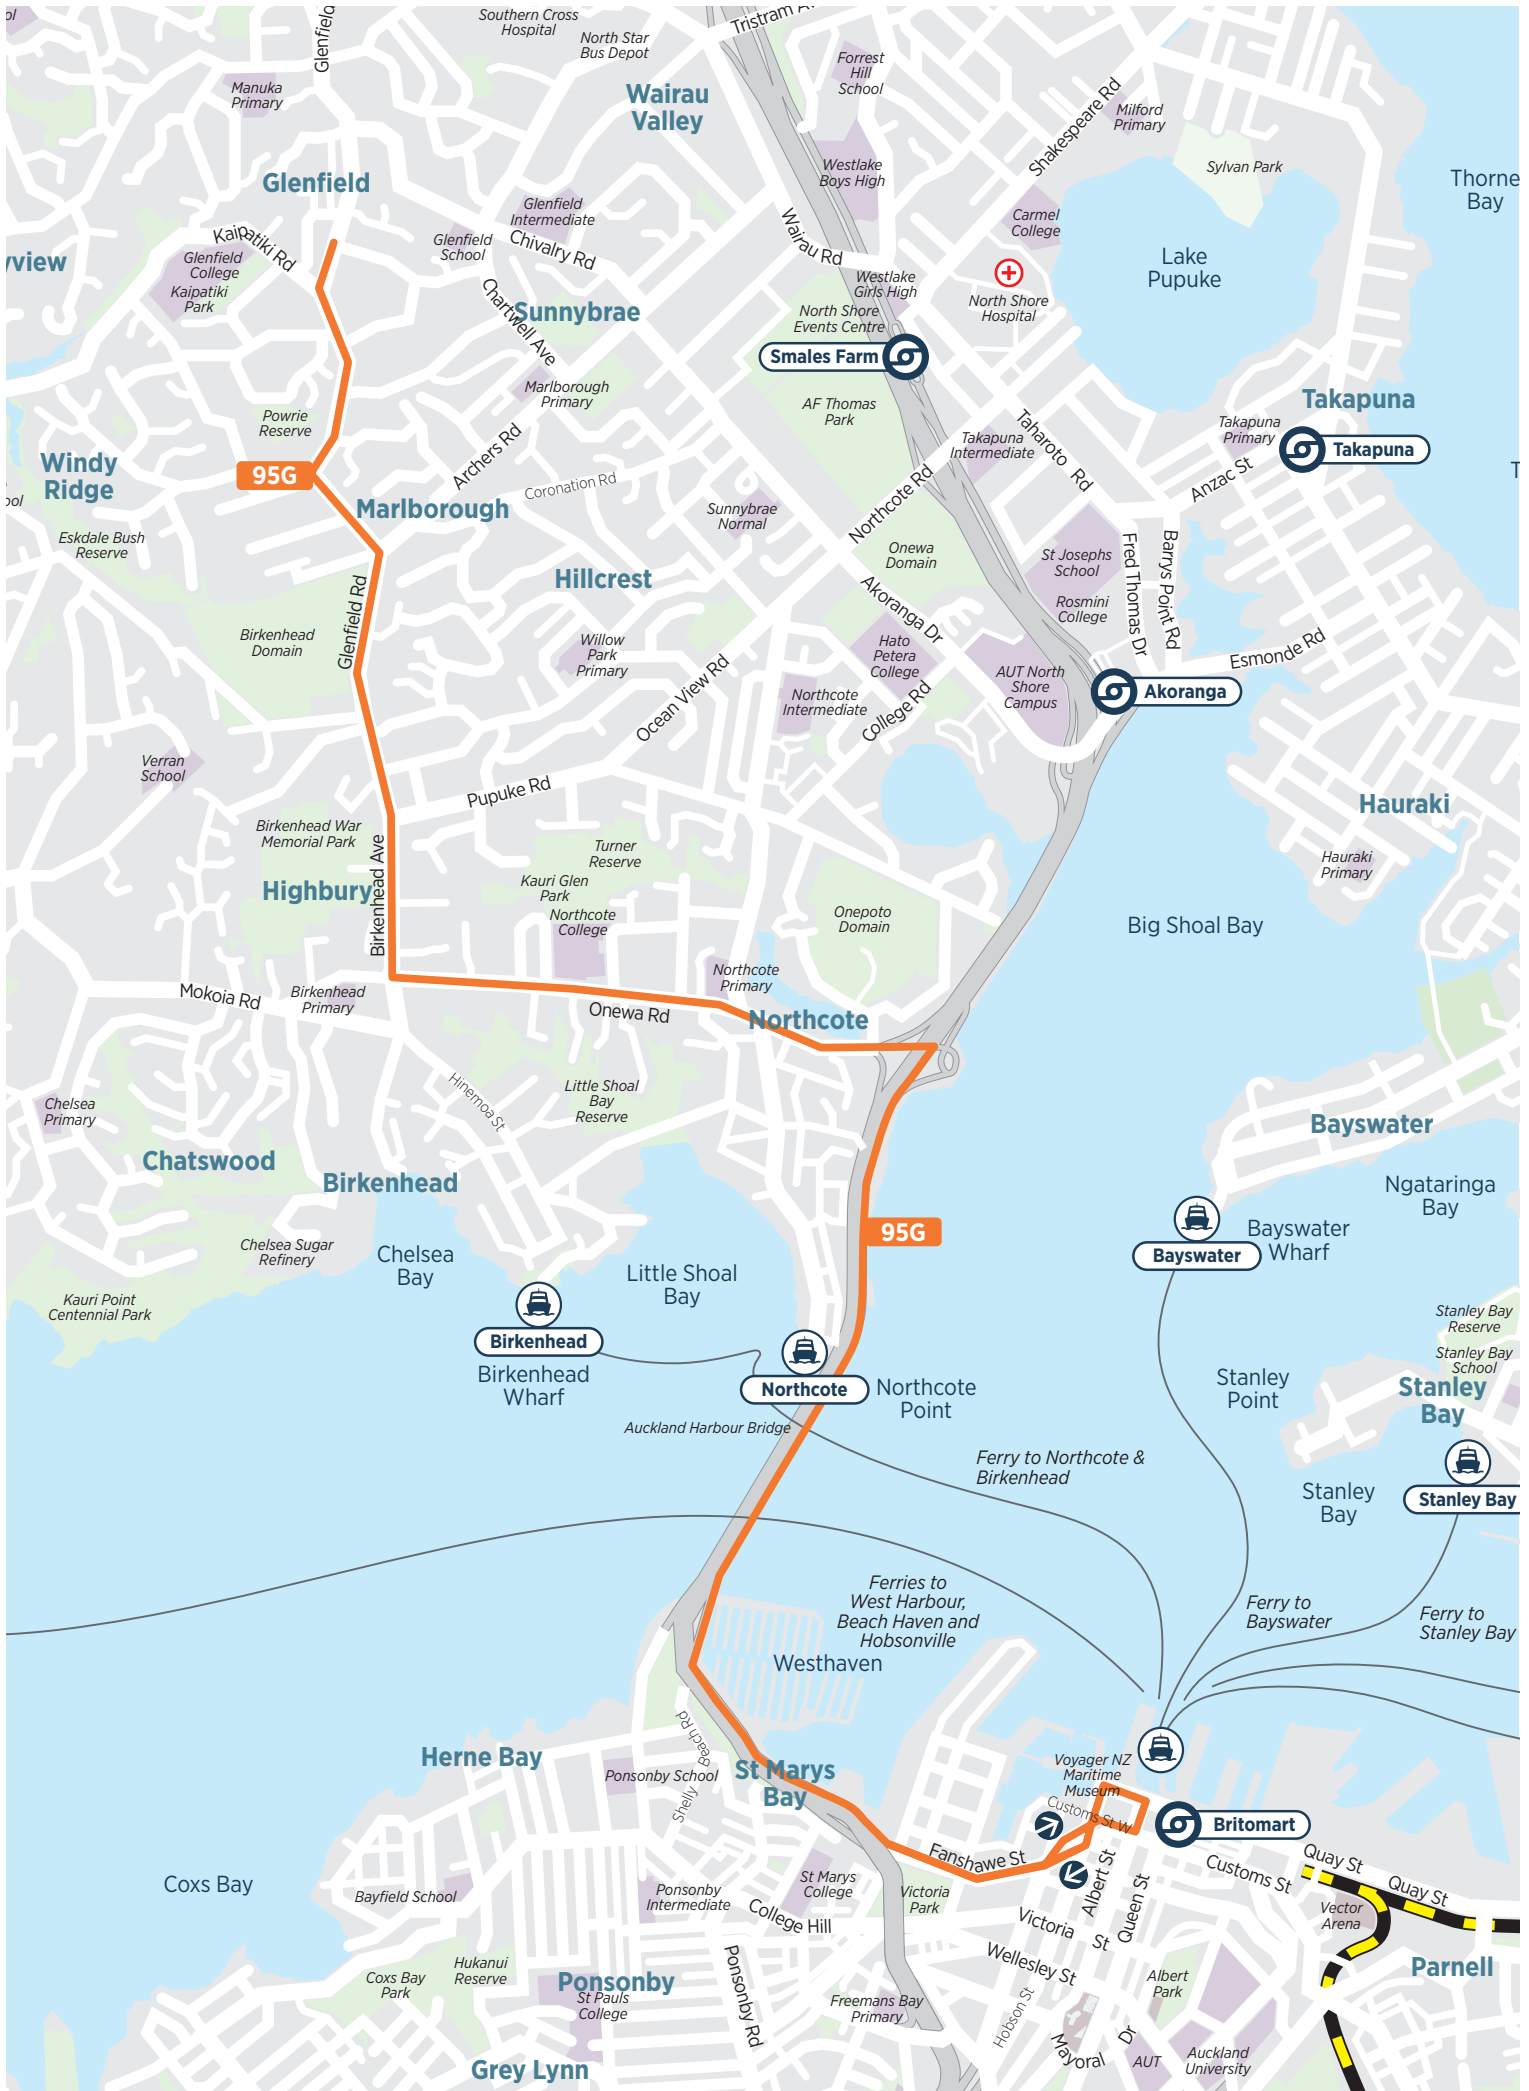 ol
Glenfield
Southern Cross
Hospital
North Star
Bus Depot
Tristram A
Manuka
Primary
Wairau
Valley
Forrest
Hill
School
Shakespeare Rd
Milford
Primary
Sylvan Park
Thorne
Bay
Westlake
Boys High
Glenfield
Glenfield
Intermediate
Carmel
College
Kaipatiki Rd
Glenfield
School
Chivalry Rd
Wairau Rd
Lake
Pupuke
yview
Glenfield
College
Kaipatiki
Park
Westlake
Girls High
North Shore
Hospital
Chartwell Ave
Sunnybrae
North Shore
Events Centre
Smales Farm
Marlborough
Primary
AF Thomas
Park
Takapuna
Powrie
Reserve
Archers Rd
Taharoto Rd
Takapuna
Intermediate
Takapuna
Primary
Takapuna
Anzac St
Windy
Ridge
95G
T
ool
Coronation Rd
Northcote Rd
Marlborough
Sunnybrae
Normal
Eskdale Bush
Reserve
Onewa
Domain
St Josephs
School
Fred Thomas Dr
Barrys Point Rd
Hillcrest
Glenfield Rd
Akoranga Dr
Rosmini
College
Birkenhead
Domain
Willow
Park
Primary
Hato
Petera
College
Esmonde Rd
Ocean View Rd
Northcote
Intermediate
College Rd
AUT North
Shore
Campus
Akoranga
Verran
School
Pupuke Rd
Hauraki
Birkenhead War
Memorial Park
Birkenhead Ave
Turner
Reserve
Hauraki
Primary
Highbury
Kauri Glen
Park
Northcote
College
Onepoto
Domain
Big Shoal Bay
Mokoia Rd
Birkenhead
Primary
Northcote
Primary
Onewa Rd
Northcote
Hinemoa St
Little Shoal
Bay
Reserve
Chelsea
Primary
Bayswater
Chatswood
Birkenhead
Ngataringa
Bay
95G
Bayswater
Bayswater
Wharf
Chelsea Sugar
Refinery
Chelsea
Bay
Little Shoal
Bay
Kauri Point
Centennial Park
Stanley Bay
Reserve
Birkenhead
Birkenhead
Wharf
Stanley Bay
School
Northcote
Northcote
Point
Stanley
Point
Stanley
Bay
Auckland Harbour Bridge
Ferry to Northcote &
Birkenhead
Stanley
Bay
Stanley Bay
Ferries to
West Harbour,
Beach Haven and
Hobsonville
Ferry to
Bayswater
Ferry to
Stanley Bay
Westhaven
Shelly Beach Rd
Herne Bay
Ponsonby School
St Marys
Bay
Voyager NZ
Maritime
Museum
Customs St W
Britomart
Fanshawe St
Albert St
Queen St
Customs St
Quay St
Quay St
Coxs Bay
Bayfield School
Ponsonby
Intermediate
St Marys
College
Victoria
Park
College Hill
Victoria St
Vector
Arena
Wellesley St
Hukanui
Reserve
Coxs Bay
Park
Ponsonby
St Pauls
College
Ponsonby Rd
Freemans Bay
Primary
Hobson St
Albert
Park
Parnell
Mayoral Dr
AUT
Auckland
University
Grey Lynn